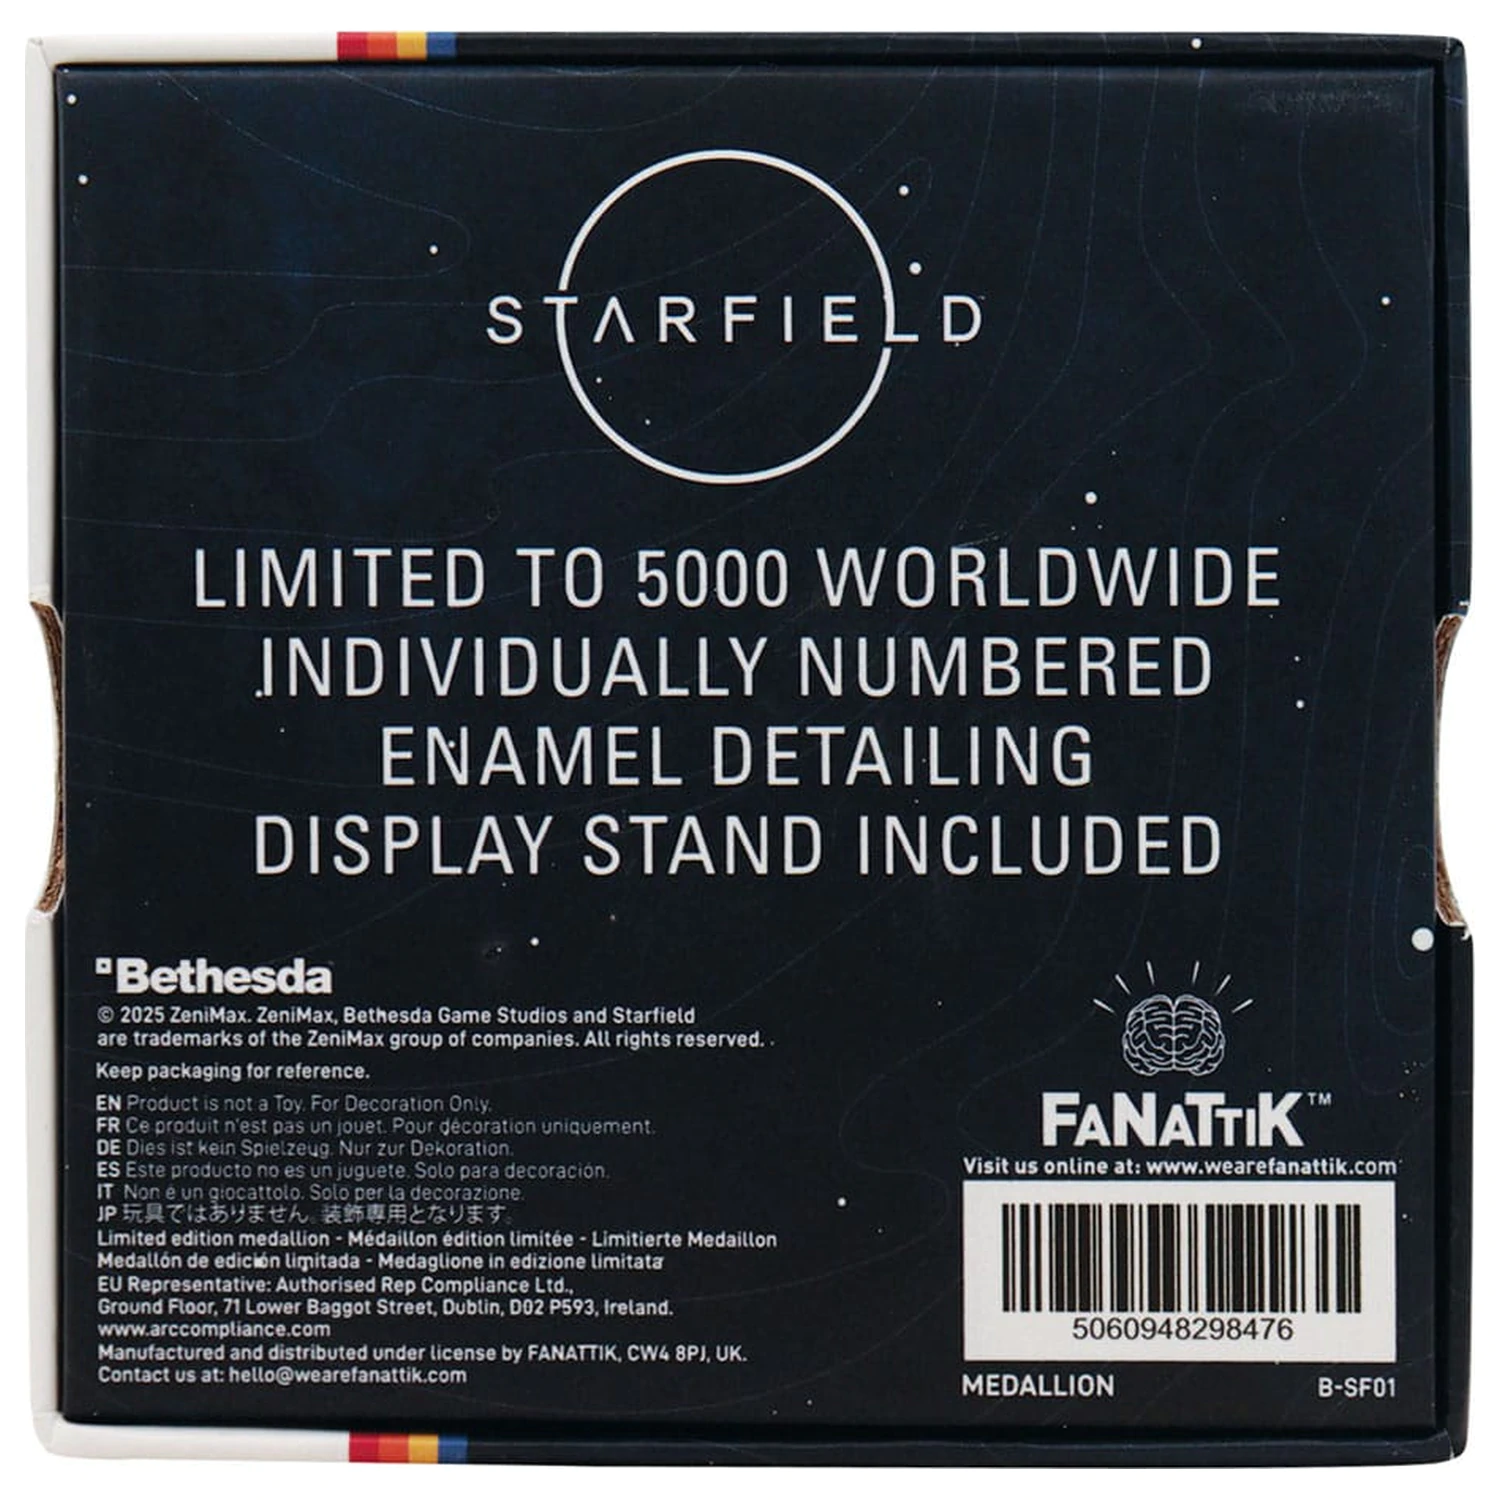 STARFIELD
LIMITED TO 5000 WORLDWIDE
INDIVIDUALLY NUMBERED
ENAMEL DETAILING
DISPLAY STAND INCLUDED
Bethesda
© 2025 ZeniMax. ZeniMax, Bethesda Game Studios and Starfield
are trademarks of the ZeniMax group of companies. All rights reserved.
Keep packaging for reference.
EN Product is not a Toy. For Decoration Only.
FR Ce produit n'est pas un jouet. Pour décoration uniquement.
DE Dies ist kein Spielzeug. Nur zur Dekoration.
ES Este producto no es un juguete. Solo para decoración.
IT Non é un giocattolo. Solo per la decorazione.
JP 玩具ではありません。装飾専用となります。
Limited edition medallion - Médaillon édition limitée - Limitierte Medaillon
Medallón de edición limitada - Medaglione in edizione limitata
EU Representative: Authorised Rep Compliance Ltd.,
Ground Floor, 71 Lower Baggot Street, Dublin, D02 P593, Ireland.
www.arccompliance.com
Manufactured and distributed under license by FANATTIK, CW4 8PJ, UK.
Contact us at: hello@wearefanattik.com
FANATTIK™
Visit us online at: www.wearefanattik.com
5060948298476
MEDALLION B-SF01